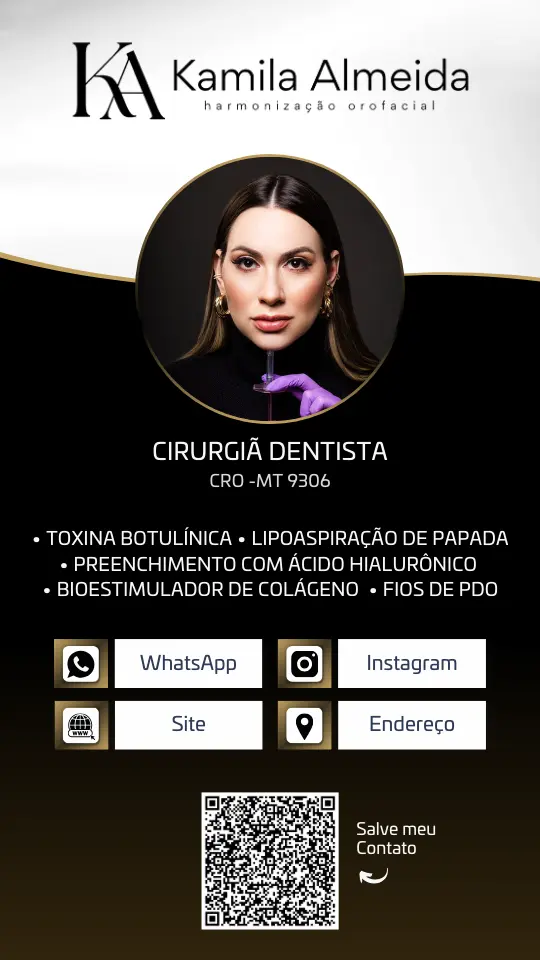 KA
Kamila Almeida
harmonização orofacial
CIRURGIÃ DENTISTA
CRO -MT 9306
• TOXINA BOTULÍNICA • LIPOASPIRAÇÃO DE PAPADA
• PREENCHIMENTO COM ÁCIDO HIALURÔNICO
• BIOESTIMULADOR DE COLÁGENO • FIOS DE PDO
WhatsApp
Instagram
WWW
Site
Endereço
Salve meu
Contato